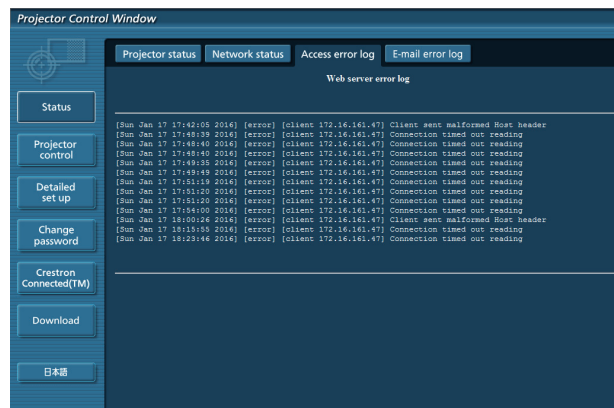 Projector Control Window
Projector status
Network status
Access error log
E-mail error log
Web server error log
Status
Projector
control
Detailed
set up
Change
password
Crestron
Connected(TM)
Download
日本語
[Sun Jan 17 17:42:05 2016] [error] [client 172.16.161.47] Client sent malformed Host header
[Sun Jan 17 17:48:39 2016] [error] [client 172.16.161.47] Connection timed out reading
[Sun Jan 17 17:48:40 2016] [error] [client 172.16.161.47] Connection timed out reading
[Sun Jan 17 17:48:40 2016] [error] [client 172.16.161.47] Connection timed out reading
[Sun Jan 17 17:49:35 2016] [error] [client 172.16.161.47] Connection timed out reading
[Sun Jan 17 17:49:49 2016] [error] [client 172.16.161.47] Connection timed out reading
[Sun Jan 17 17:51:19 2016] [error] [client 172.16.161.47] Connection timed out reading
[Sun Jan 17 17:51:20 2016] [error] [client 172.16.161.47] Connection timed out reading
[Sun Jan 17 17:51:20 2016] [error] [client 172.16.161.47] Connection timed out reading
[Sun Jan 17 17:54:00 2016] [error] [client 172.16.161.47] Connection timed out reading
[Sun Jan 17 18:00:26 2016] [error] [client 172.16.161.47] Client sent malformed Host header
[Sun Jan 17 18:15:55 2016] [error] [client 172.16.161.47] Connection timed out reading
[Sun Jan 17 18:23:46 2016] [error] [client 172.16.161.47] Connection timed out reading